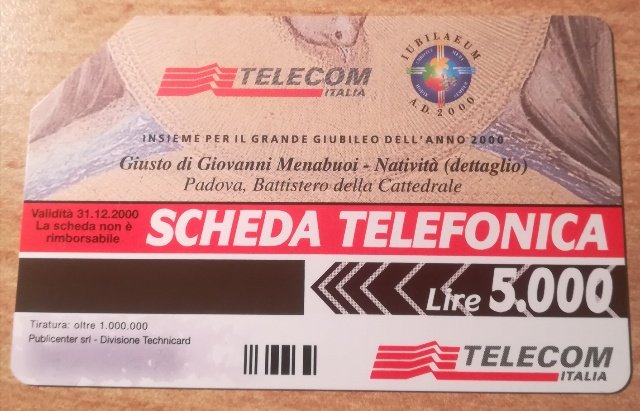 TELECOM
ITALIA
IUBILAEUM
A.D. 2000
INSIEME PER IL GRANDE GIUBILEO DELL'ANNO 2000
Giusto di Giovanni Menabuoi - Natività (dettaglio)
Padova, Battistero della Cattedrale
Validità 31.12.2000
La scheda non è
rimborsabile
SCHEDA TELEFONICA
Lire 5.000
Tiratura: oltre 1.000.000
Publicenter srl - Divisione Technicard
TELECOM
ITALIA